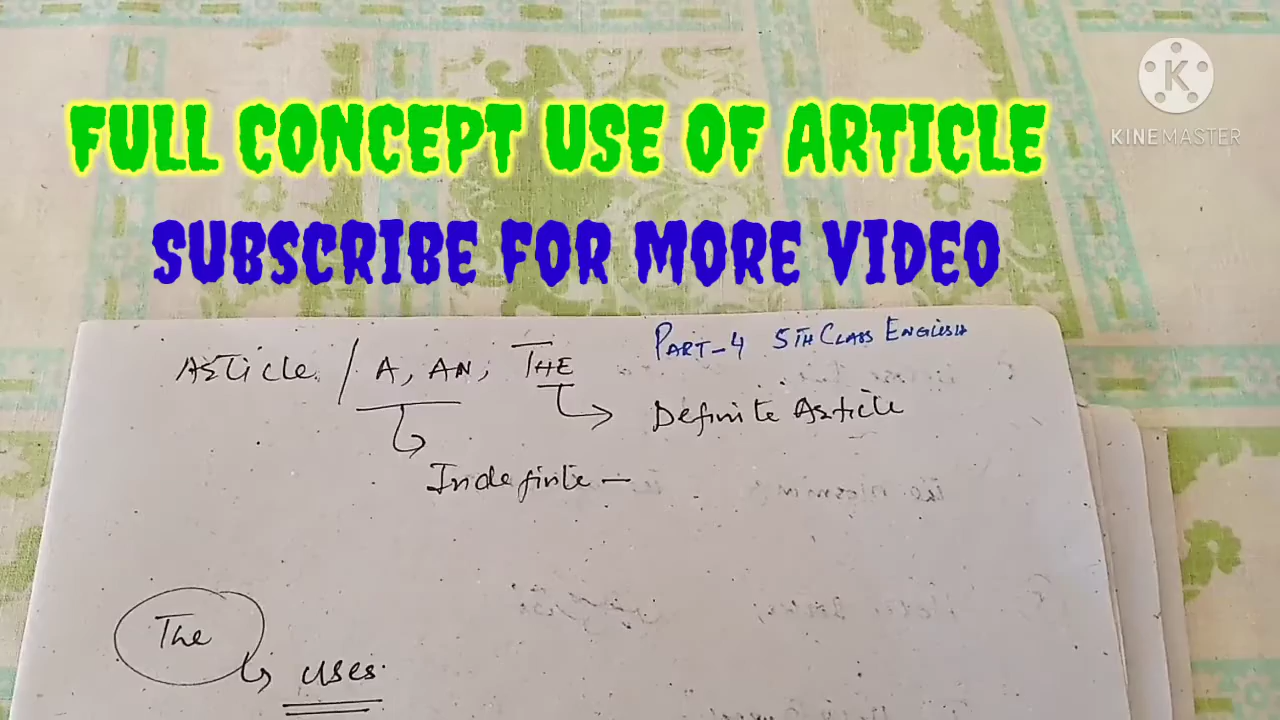 FULL CONCEPT USE OF ARTICLE
KINEMASTER
SUBSCRIBE FOR MORE VIDEO
PART-4 5TH CLASS ENGLISH
Article / A, AN, THE
Definite Article
Indefinite —
The
uses.